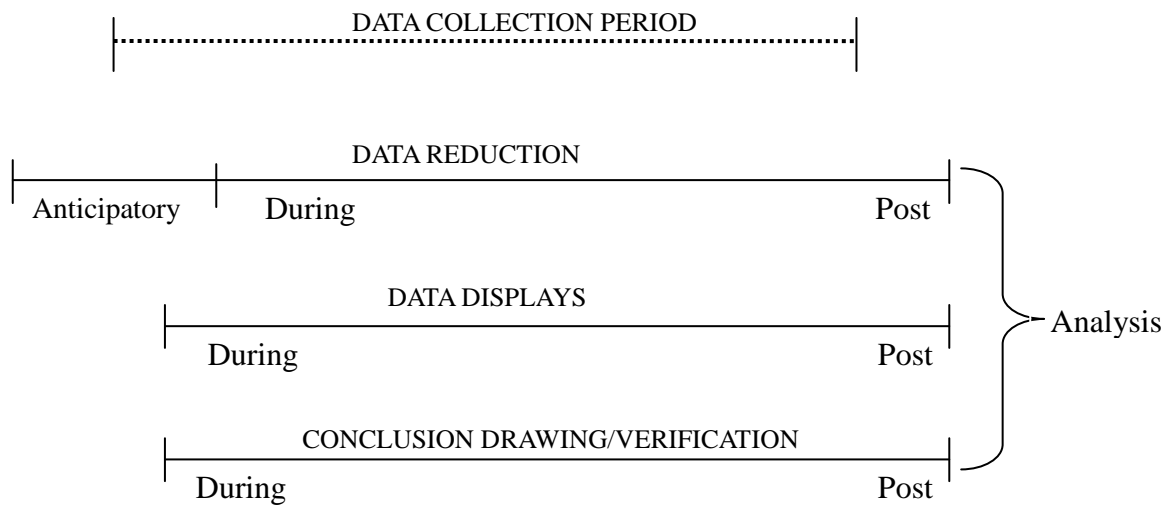 DATA COLLECTION PERIOD
DATA REDUCTION
Anticipatory During Post
DATA DISPLAYS
During Post
Analysis
CONCLUSION DRAWING/VERIFICATION
During Post